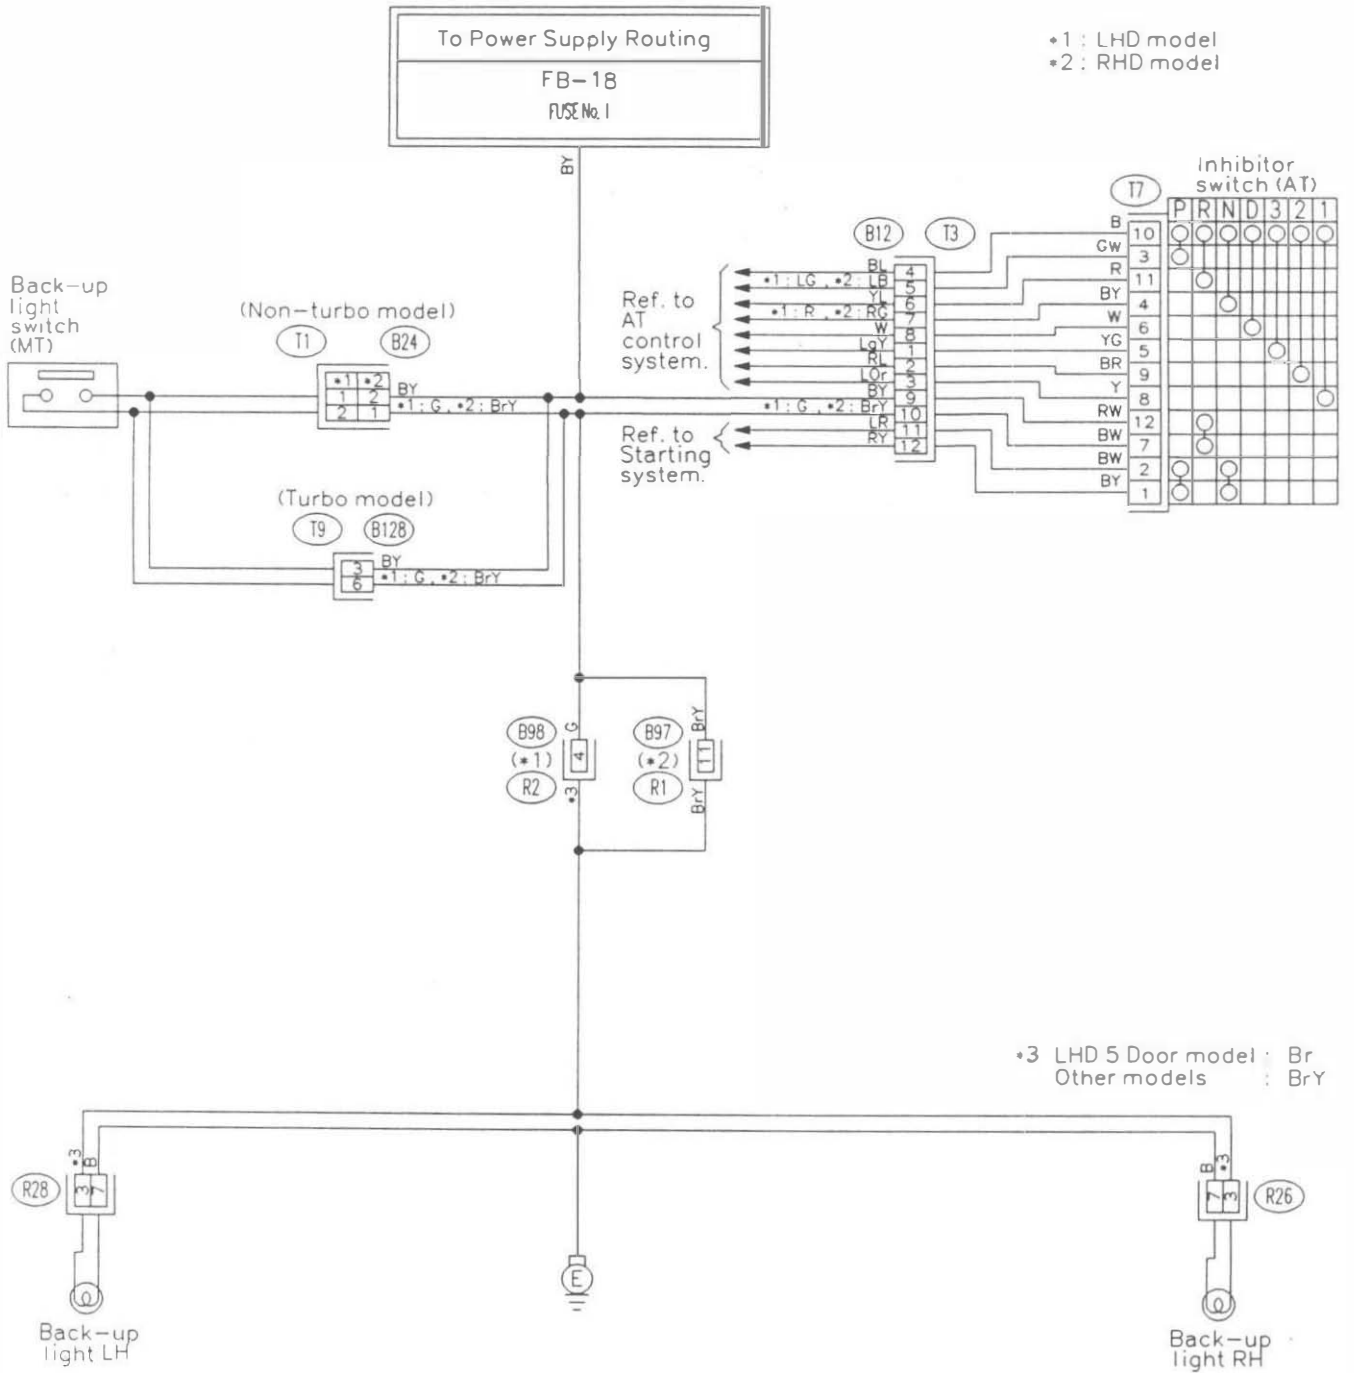 To Power Supply Routing
FB-18
FUSE No. 1
*1 : LHD model
*2 : RHD model
BY
Inhibitor
switch (AT)
T7
P R N D 3 2 1
B 10
GW 3
R 11
BY 4
W 6
YG 5
BR 9
Y 8
RW 12
BW 7
BW 2
BY 1
B12 T3
BL 4
*1 : LG , *2 : LB 5
YL 6
*1 : R , *2 : RG 7
W 8
LgY 1
RL 2
LOr 3
BY 9
*1 : G , *2 : BrY 10
LR 11
RY 12
Ref. to
AT
control
system.
Ref. to
Starting
system.
Back-up
light
switch
(MT)
(Non-turbo model)
T1 B24
*1 *2
1 2 BY
2 1 *1 : G , *2 : BrY
(Turbo model)
T9 B128
3 BY
6 *1 : G , *2 : BrY
B98
(*1)
R2
G
4
*3
B97
(*2)
R1
BrY
11
BrY
*3 LHD 5 Door model : Br
Other models : BrY
*3 B
R28
3 7
B *3
7 3
R26
E
Back-up
light LH
Back-up
light RH